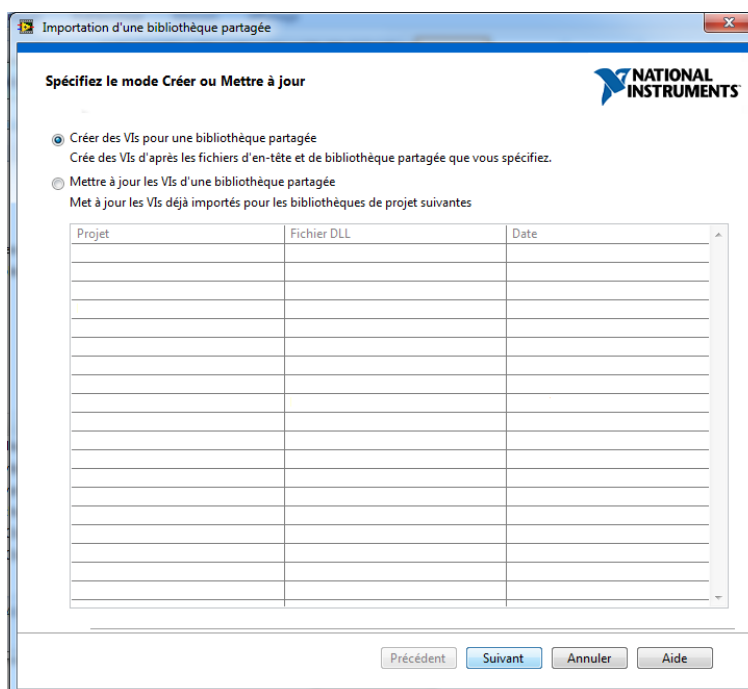 Importation d'une bibliothèque partagée
Spécifiez le mode Créer ou Mettre à jour
NATIONAL
INSTRUMENTS
Créer des VIs pour une bibliothèque partagée
Crée des VIs d'après les fichiers d'en-tête et de bibliothèque partagée que vous spécifiez.
Mettre à jour les VIs d'une bibliothèque partagée
Met à jour les VIs déjà importés pour les bibliothèques de projet suivantes
Projet Fichier DLL Date
Précédent Suivant Annuler Aide